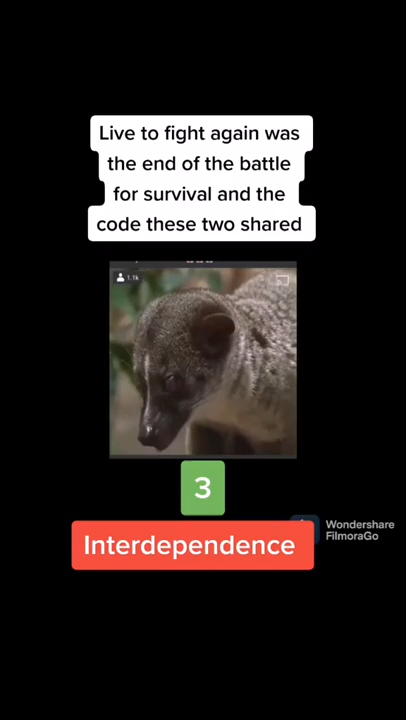 Live to fight again was
the end of the battle
for survival and the
code these two shared
1.1k
3
Interdependence
Wondershare
FilmoraGo